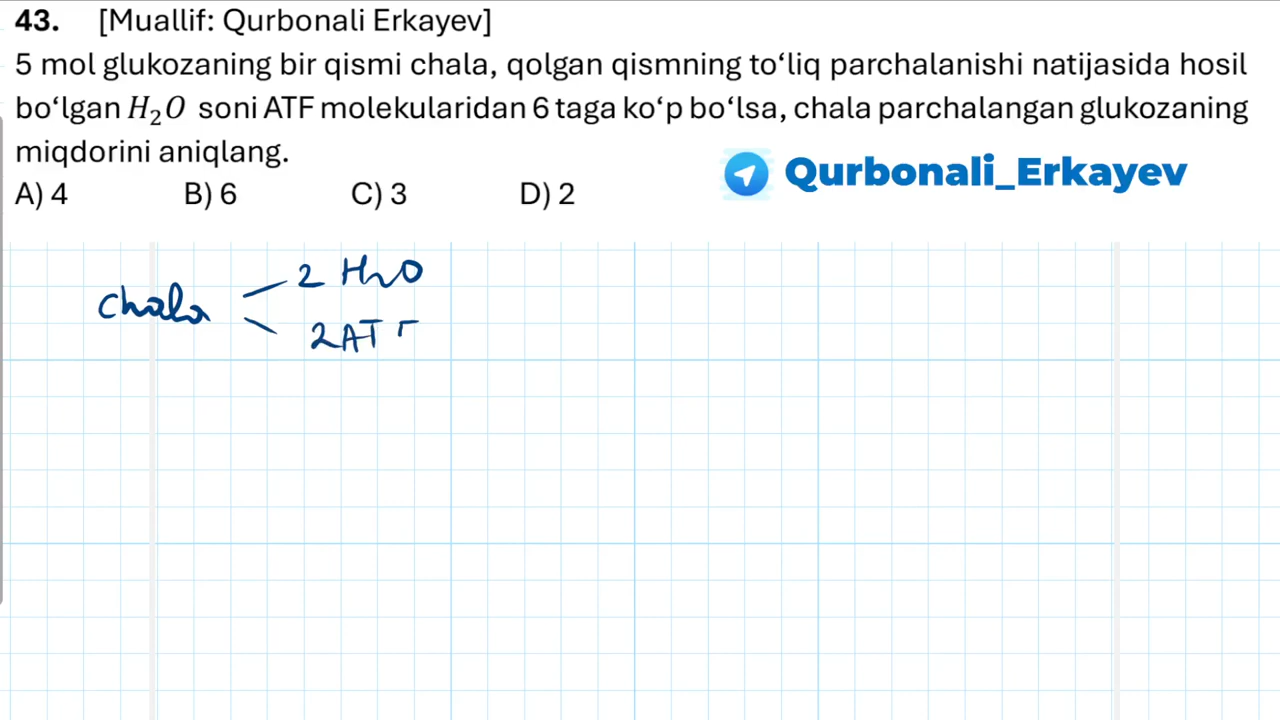 43. [Muallif: Qurbonali Erkayev]
5 mol glukozaning bir qismi chala, qolgan qismning to‘liq parchalanishi natijasida hosil
bo‘lgan H₂O soni ATF molekularidan 6 taga ko‘p bo‘lsa, chala parchalangan glukozaning
miqdorini aniqlang.
Qurbonali_Erkayev
A) 4 B) 6 C) 3 D) 2
2 H₂O
chala
2AT